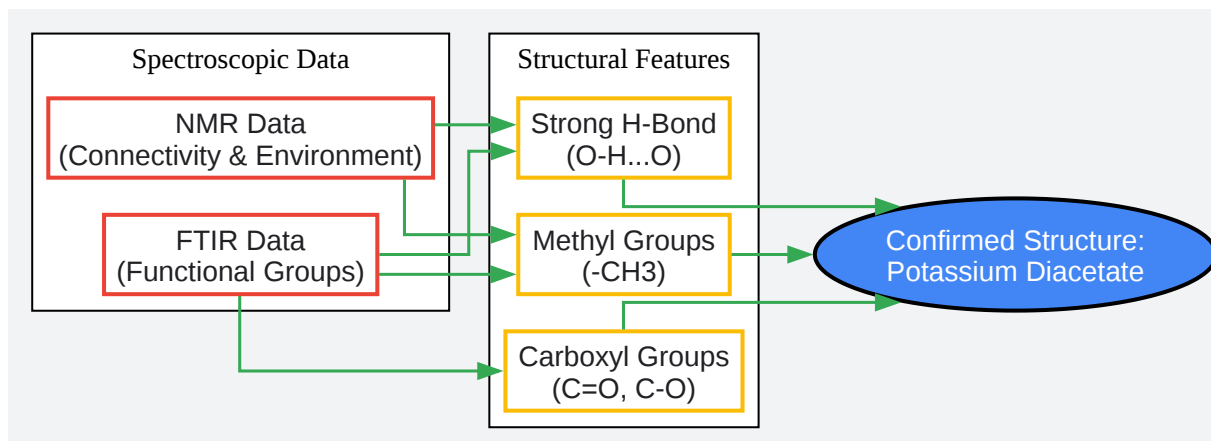 Spectroscopic Data
NMR Data
(Connectivity & Environment)
FTIR Data
(Functional Groups)
Structural Features
Strong H-Bond
(O-H...O)
Methyl Groups
(-CH3)
Carboxyl Groups
(C=O, C-O)
Confirmed Structure:
Potassium Diacetate